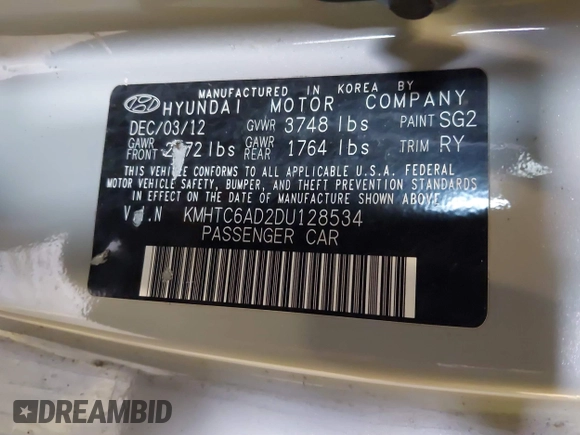 MANUFACTURED IN KOREA BY
HYUNDAI MOTOR COMPANY
DEC/03/12 GVWR 3748 lbs PAINT SG2
GAWR FRONT lbs GAWR REAR 1764 lbs TRIM RY
THIS VEHICLE CONFORMS TO ALL APPLICABLE U.S.A. FEDERAL
MOTOR VEHICLE SAFETY, BUMPER, AND THEFT PREVENTION STANDARDS
IN EFFECT ON THE DATE OF MANUFACTURE SHOWN ABOVE.
V.I.N KMHTC6AD2DU128534
PASSENGER CAR
DREAMBID